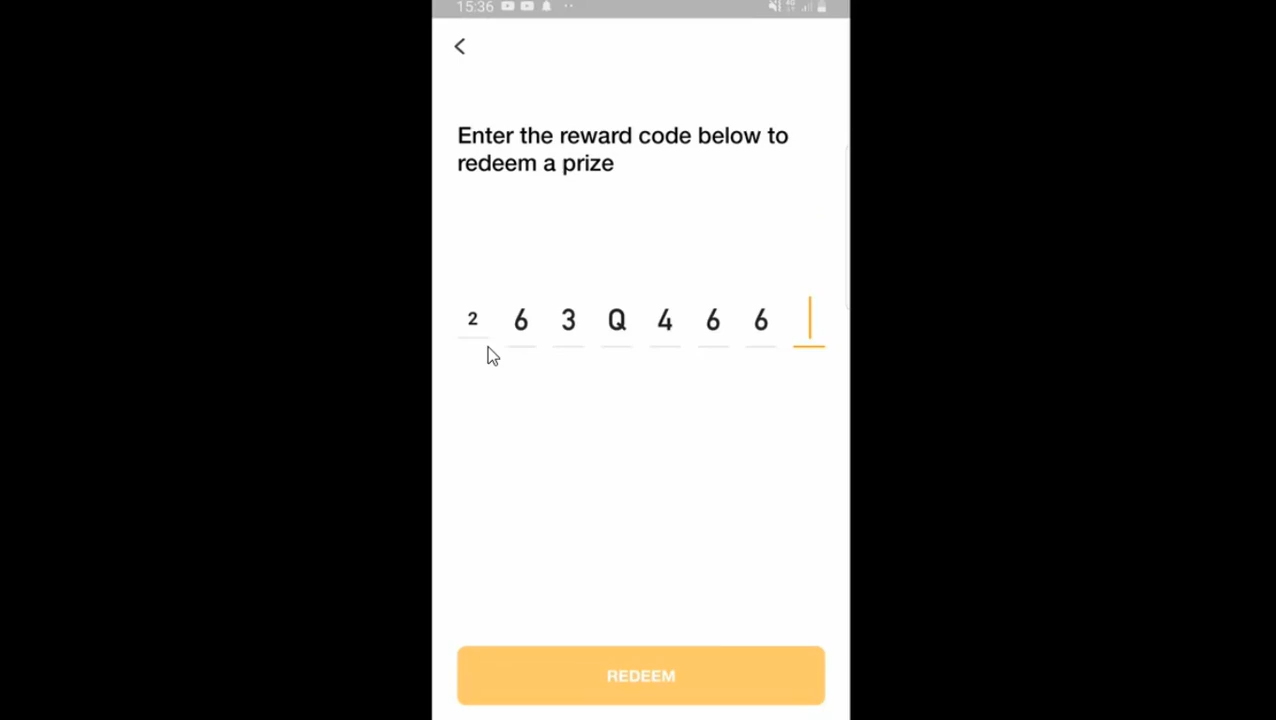 15:36
Enter the reward code below to
redeem a prize
2 6 3 Q 4 6 6
REDEEM